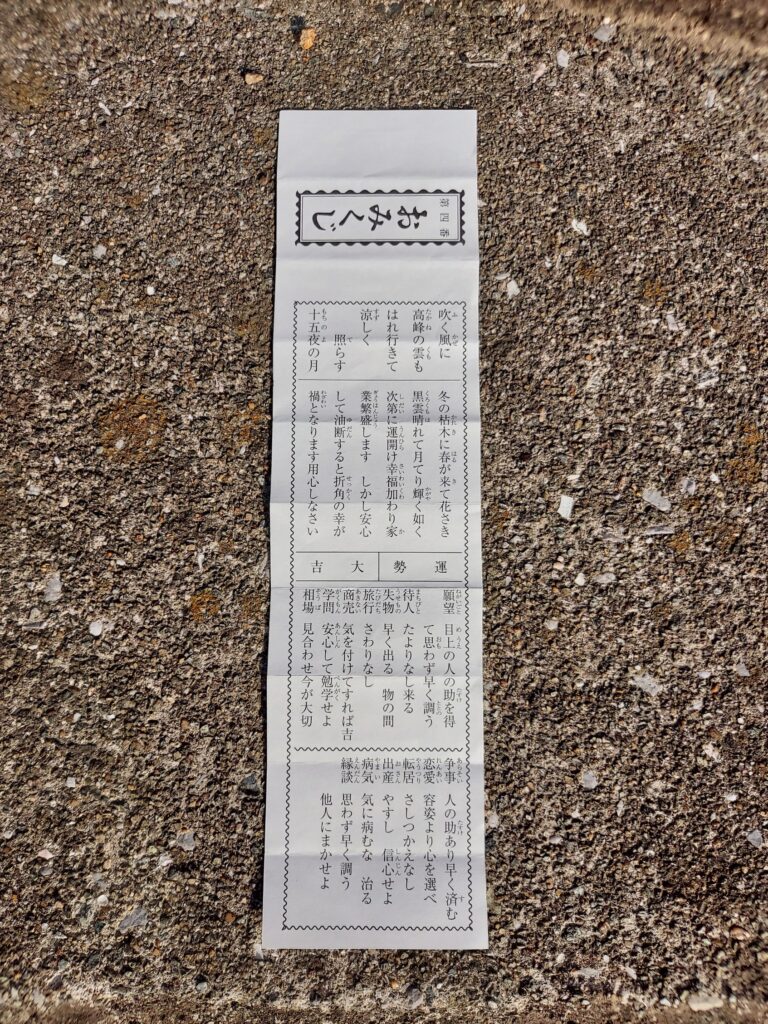 第四番
おみくじ
吹く風に
高峰の雲も
はれ行きて
涼しく
照らす
十五夜の月
冬の枯木に春が来て花さき
黒雲晴れて月てり輝く如く
次第に運開け幸福加わり家
業繁盛します しかし安心
して油断すると折角の幸が
禍となります用心しなさい
運勢 大吉
願望 目上の人の助を得
て思わず早く調う
待人 たよりなし来る
失物 早く出る 物の間
旅行 さわりなし
商売 気を付けてすれば吉
学問 安心して勉学せよ
相場 見合わせ今が大切
争事 人の助あり早く済む
恋愛 容姿より心を選べ
転居 さしつかえなし
出産 やすし 信心せよ
病気 気に病むな 治る
縁談 思わず早く調う
他人にまかせよ